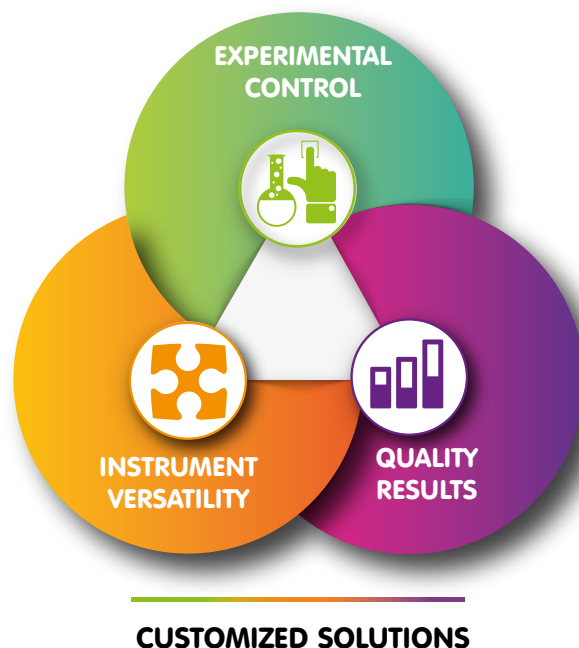 EXPERIMENTAL
CONTROL
INSTRUMENT
VERSATILITY
QUALITY
RESULTS
CUSTOMIZED SOLUTIONS